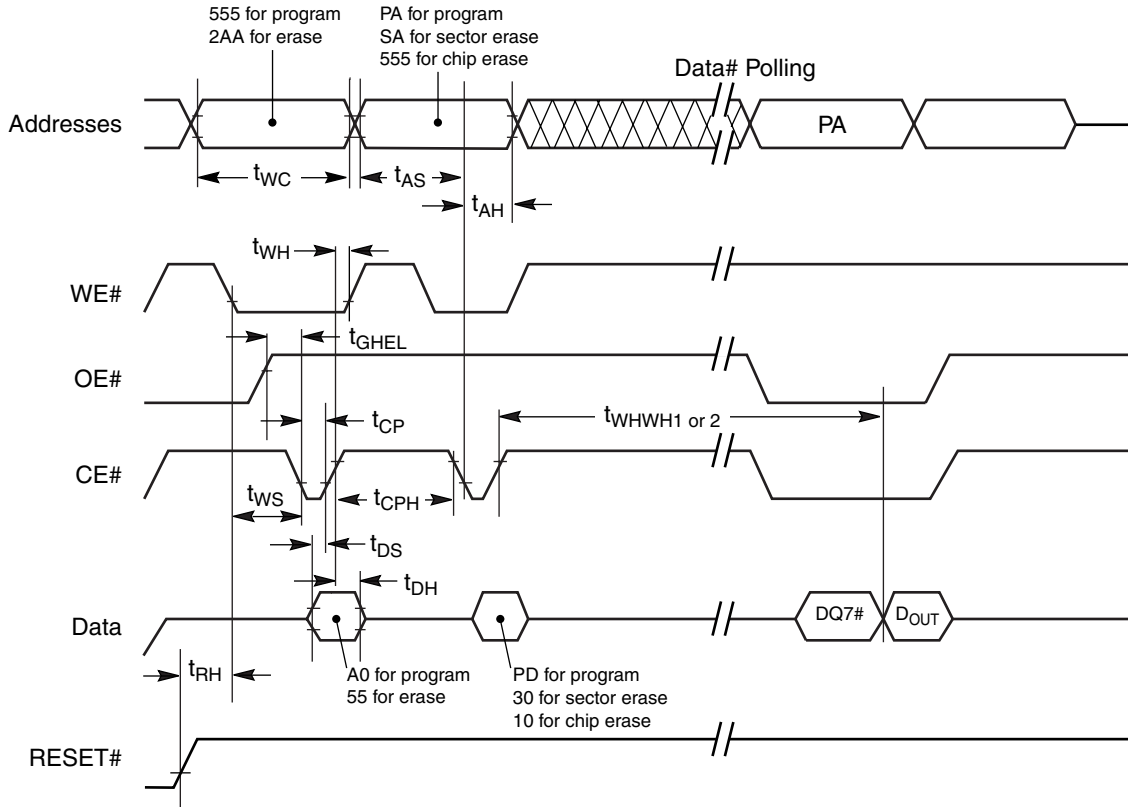 555 for program
2AA for erase
PA for program
SA for sector erase
555 for chip erase
Data# Polling
Addresses
PA
tWC
tAS
tAH
tWH
WE#
tGHEL
OE#
tCP
tWHWH1 or 2
CE#
tWS
tCPH
tDS
tDH
Data
DQ7#
DOUT
tRH
A0 for program
55 for erase
PD for program
30 for sector erase
10 for chip erase
RESET#